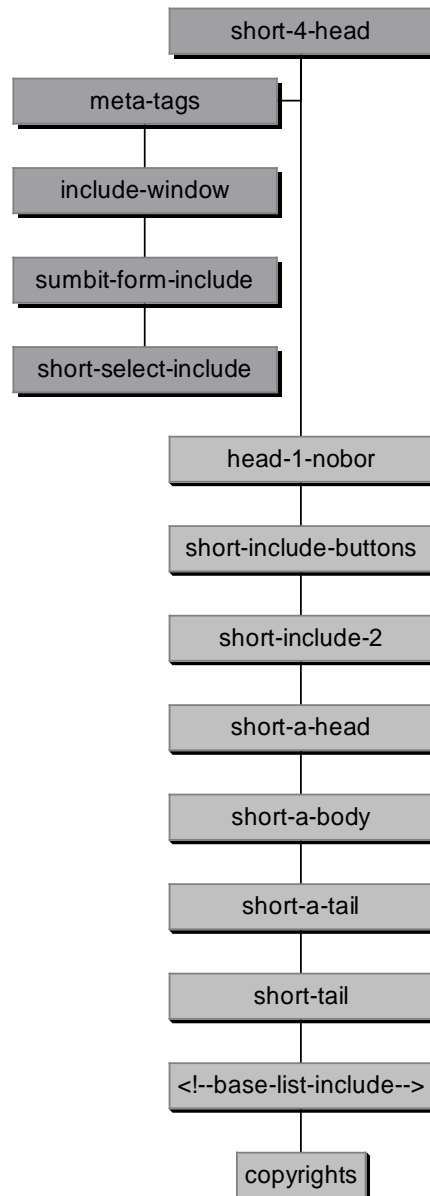 short-4-head
meta-tags
include-window
sumbit-form-include
short-select-include
head-1-nobor
short-include-buttons
short-include-2
short-a-head
short-a-body
short-a-tail
short-tail
<!--base-list-include-->
copyrights